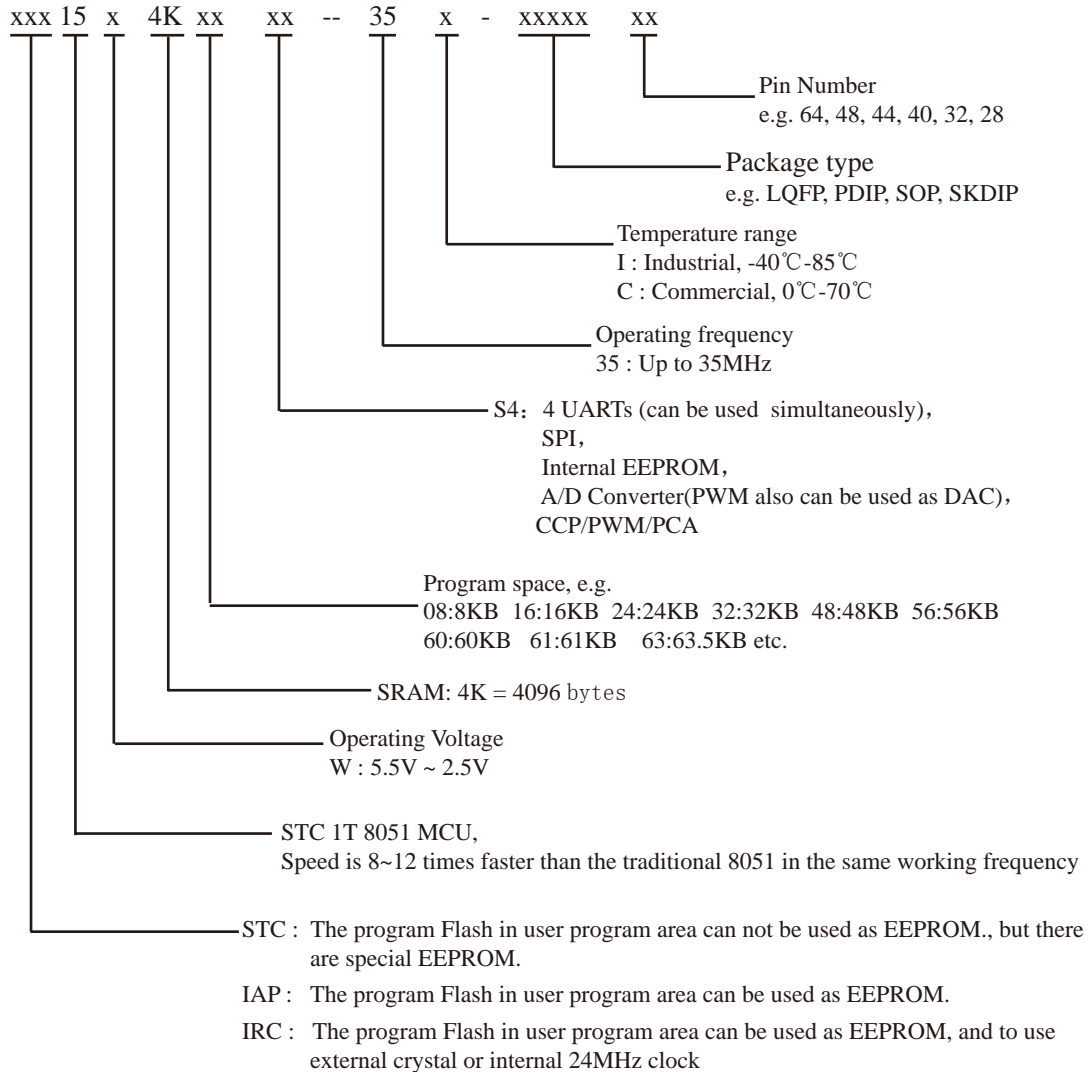 xxx 15 x 4K xx xx -- 35 x - xxxxx xx
Pin Number
e.g. 64, 48, 44, 40, 32, 28
Package type
e.g. LQFP, PDIP, SOP, SKDIP
Temperature range
I : Industrial, -40℃-85℃
C : Commercial, 0℃-70℃
Operating frequency
35 : Up to 35MHz
S4： 4 UARTs (can be used simultaneously)，
SPI，
Internal EEPROM，
A/D Converter(PWM also can be used as DAC)，
CCP/PWM/PCA
Program space, e.g.
08:8KB 16:16KB 24:24KB 32:32KB 48:48KB 56:56KB
60:60KB 61:61KB 63:63.5KB etc.
SRAM: 4K = 4096 bytes
Operating Voltage
W : 5.5V ~ 2.5V
STC 1T 8051 MCU,
Speed is 8~12 times faster than the traditional 8051 in the same working frequency
STC : The program Flash in user program area can not be used as EEPROM., but there
are special EEPROM.
IAP : The program Flash in user program area can be used as EEPROM.
IRC : The program Flash in user program area can be used as EEPROM, and to use
external crystal or internal 24MHz clock